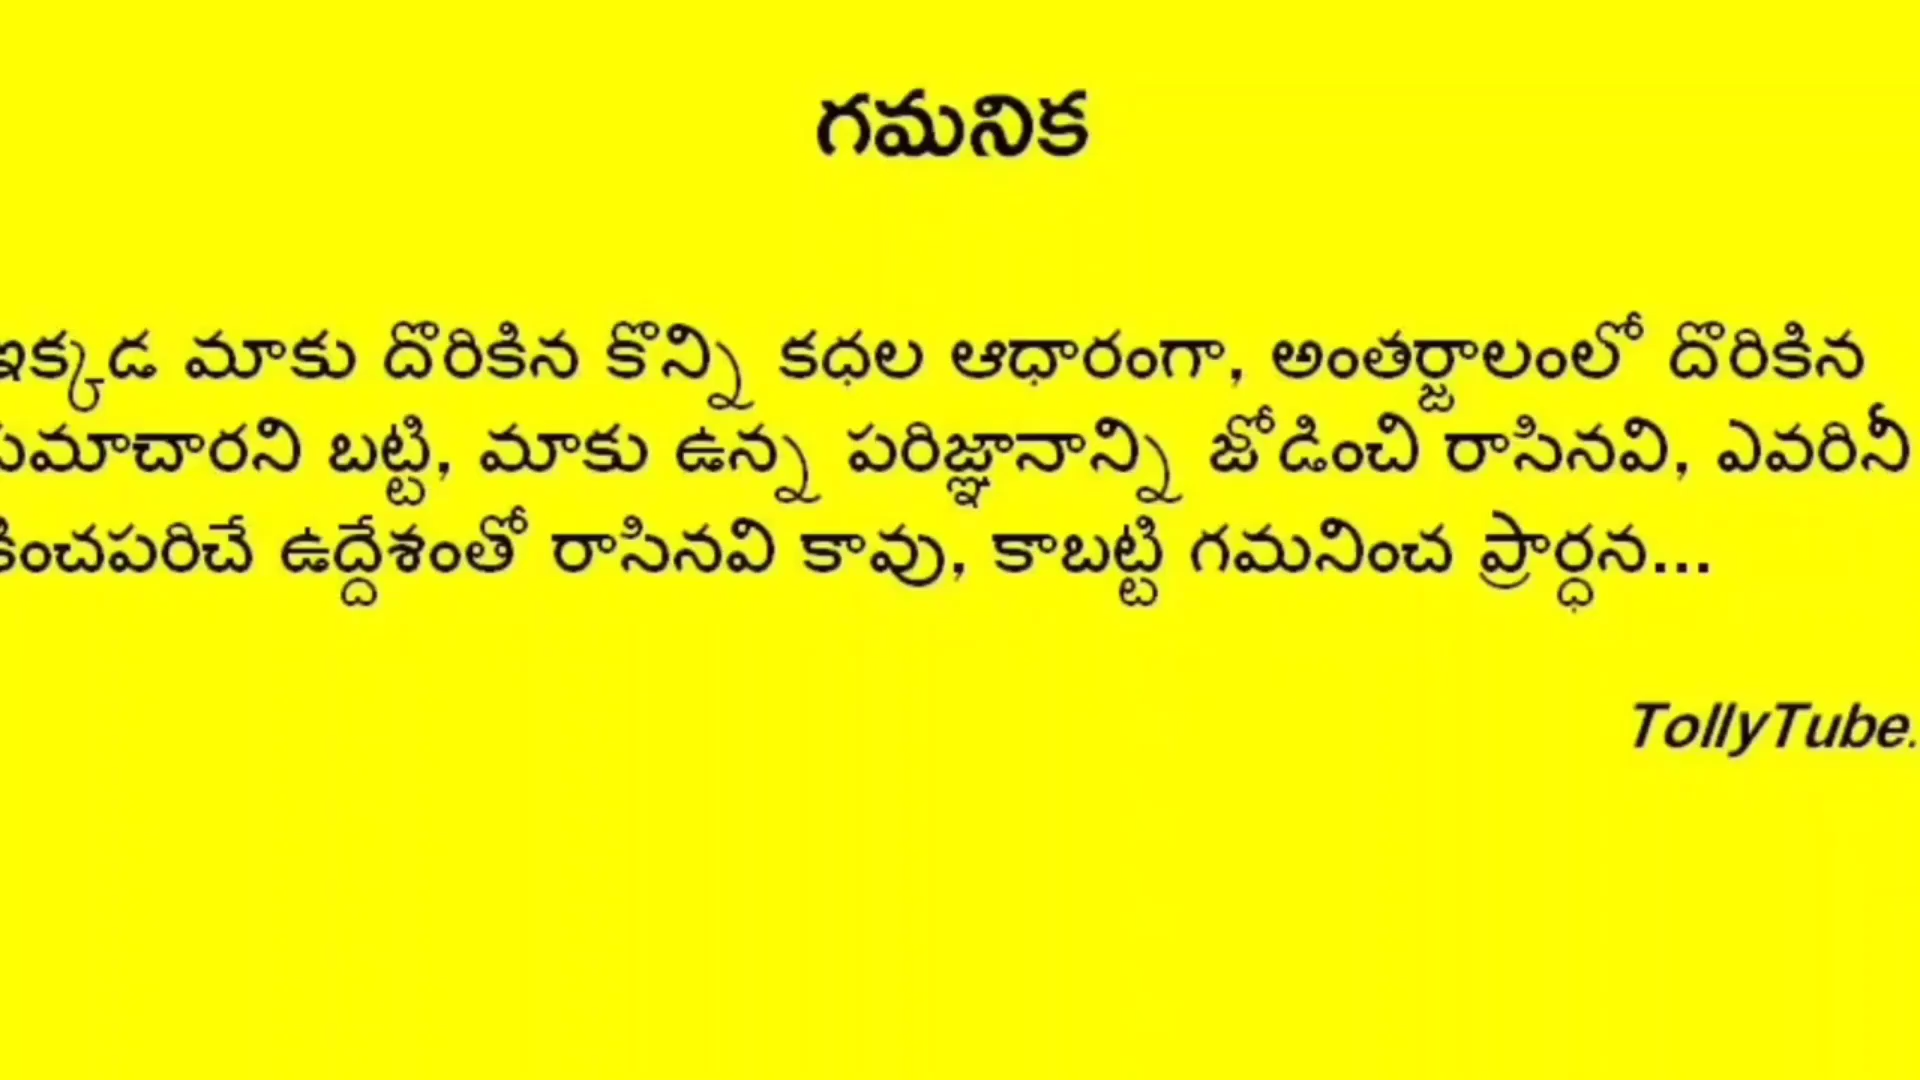 గమనిక
ఇక్కడ మాకు దొరికిన కొన్ని కధల ఆధారంగా, అంతర్జాలంలో దొరికిన
సమాచారని బట్టి, మాకు ఉన్న పరిజ్ఞానాన్ని జోడించి రాసినవి, ఎవరినీ
కించపరిచే ఉద్దేశంతో రాసినవి కావు, కాబట్టి గమనించ ప్రార్ధన...
TollyTube.